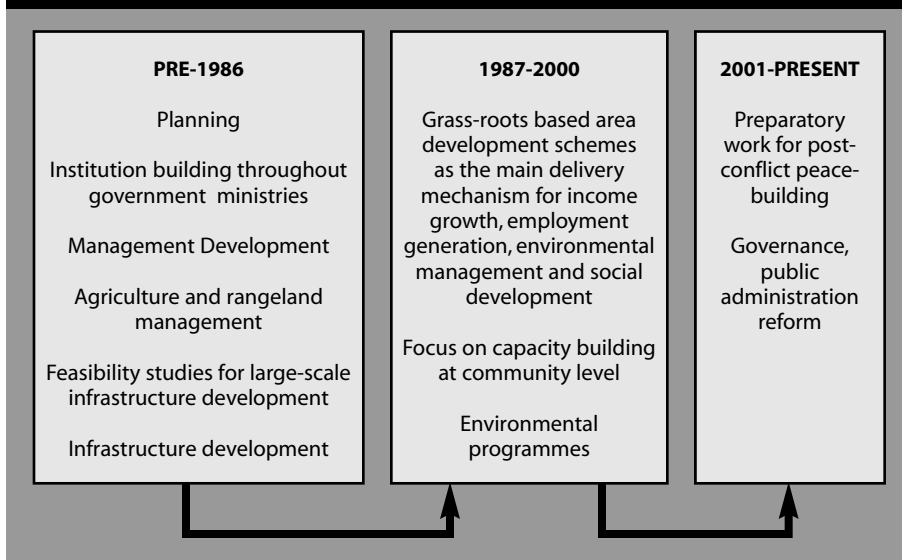 PRE-1986
Planning
Institution building throughout
government ministries
Management Development
Agriculture and rangeland
management
Feasibility studies for large-scale
infrastructure development
Infrastructure development
1987-2000
Grass-roots based area
development schemes
as the main delivery
mechanism for income
growth, employment
generation, environmental
management and social
development
Focus on capacity building
at community level
Environmental
programmes
2001-PRESENT
Preparatory
work for post-
conflict peace-
building
Governance,
public
administration
reform